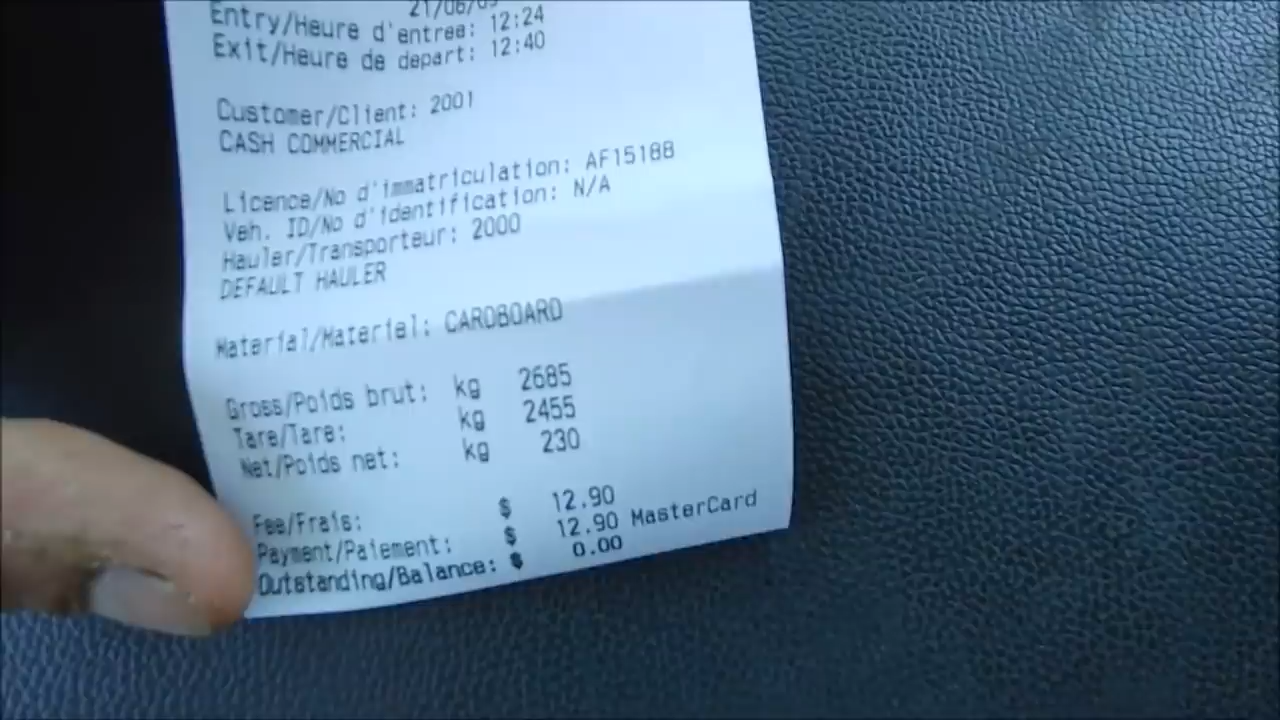 Entry/Heure d'entree: 12:24
Exit/Heure de depart: 12:40
Customer/Client: 2001
CASH COMMERCIAL
Licence/No d'immatriculation: AF15188
Veh. ID/No d'identification: N/A
Hauler/Transporteur: 2000
DEFAULT HAULER
Material/Materiel: CARDBOARD
Gross/Poids brut: kg 2685
Tare/Tare: kg 2455
Net/Poids net: kg 230
Fee/Frais: $ 12.90
Payment/Paiement: $ 12.90 MasterCard
Outstanding/Balance: $ 0.00